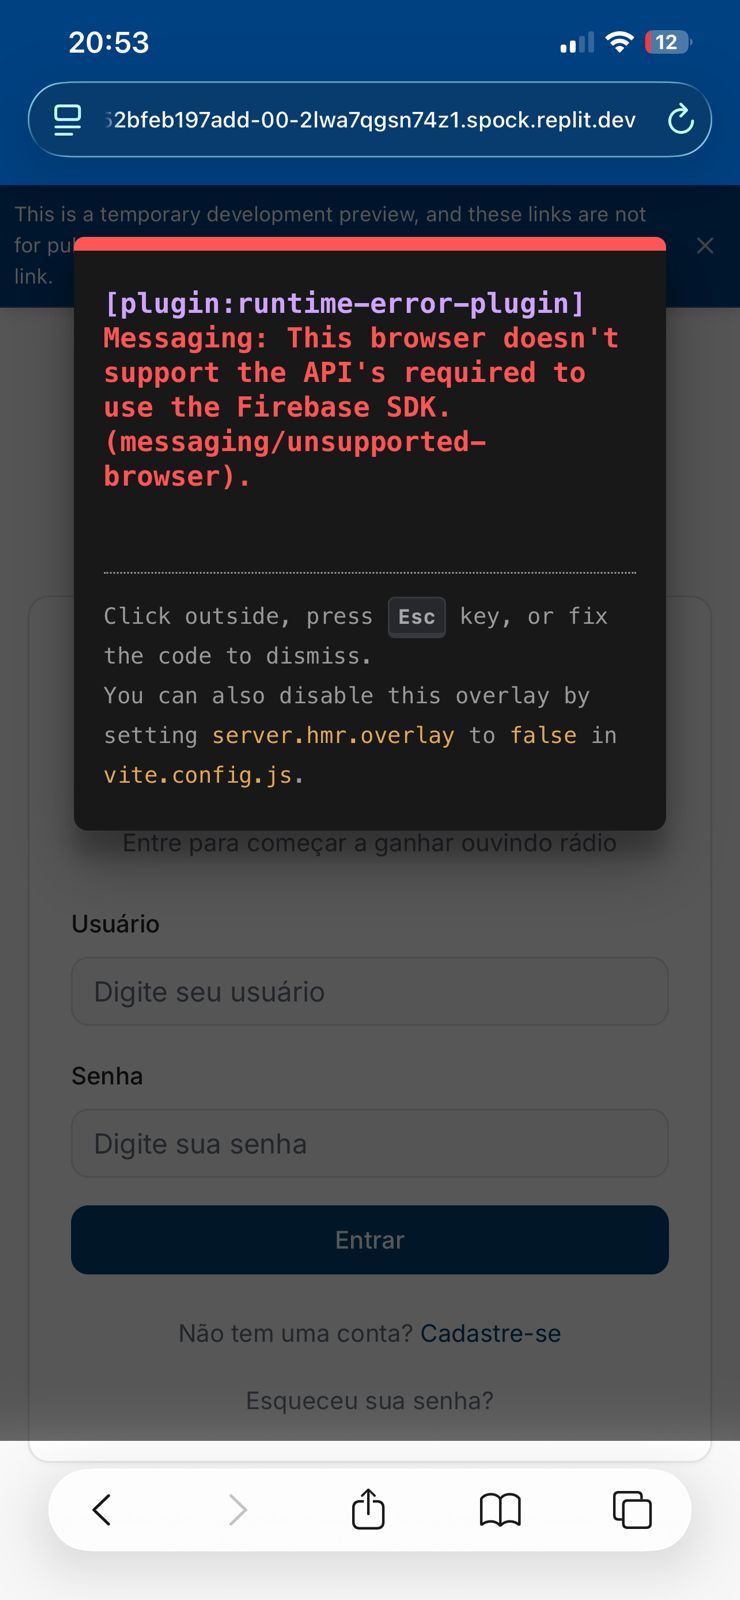 20:53
12
52bfeb197add-00-2lwa7qgsn74z1.spock.replit.dev
This is a temporary development preview, and these links are not
for pu
link.
[plugin:runtime-error-plugin]
Messaging: This browser doesn't
support the API's required to
use the Firebase SDK.
(messaging/unsupported-
browser).
Click outside, press Esc key, or fix
the code to dismiss.
You can also disable this overlay by
setting server.hmr.overlay to false in
vite.config.js.
Entre para começar a ganhar ouvindo rádio
Usuário
Digite seu usuário
Senha
Digite sua senha
Entrar
Não tem uma conta? Cadastre-se
Esqueceu sua senha?